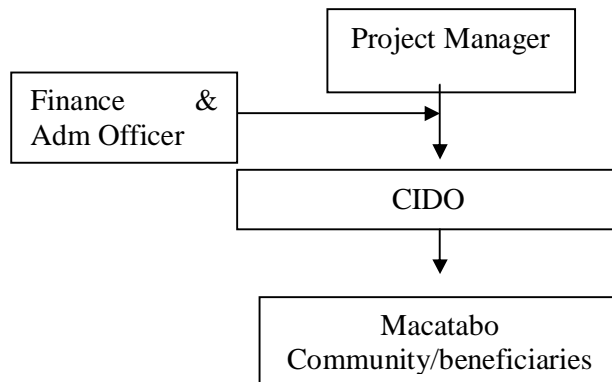 Project Manager
Finance &
Adm Officer
CIDO
Macatabo
Community/beneficiaries